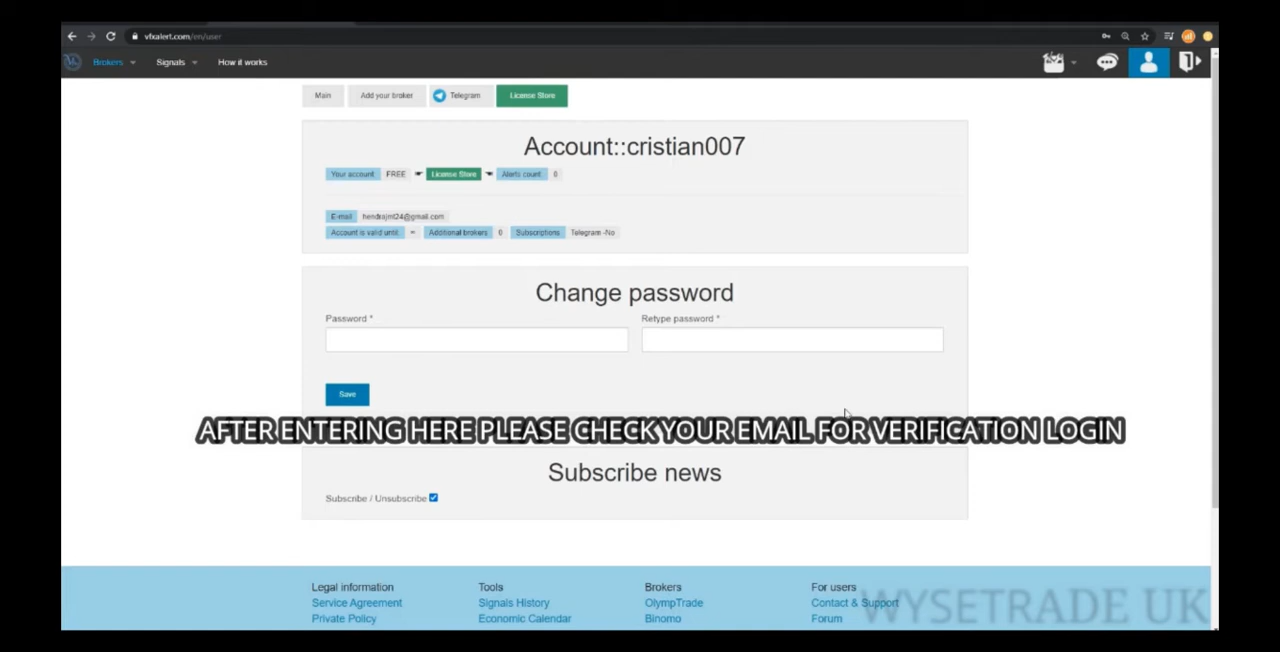 vfxalert.com/en/user
Brokers Signals How it works
Main Add your broker Telegram License Store
Account::cristian007
Your account FREE License Store Alerts count 0
E-mail hendrajmt24@gmail.com
Account is valid until - Additional brokers 0 Subscriptions Telegram -No
Change password
Password * Retype password *
Save
AFTER ENTERING HERE PLEASE CHECK YOUR EMAIL FOR VERIFICATION LOGIN
Subscribe news
Subscribe / Unsubscribe
Legal information Tools Brokers For users
Service Agreement Signals History OlympTrade Contact & Support
Private Policy Economic Calendar Binomo Forum
WYSETRADE UK